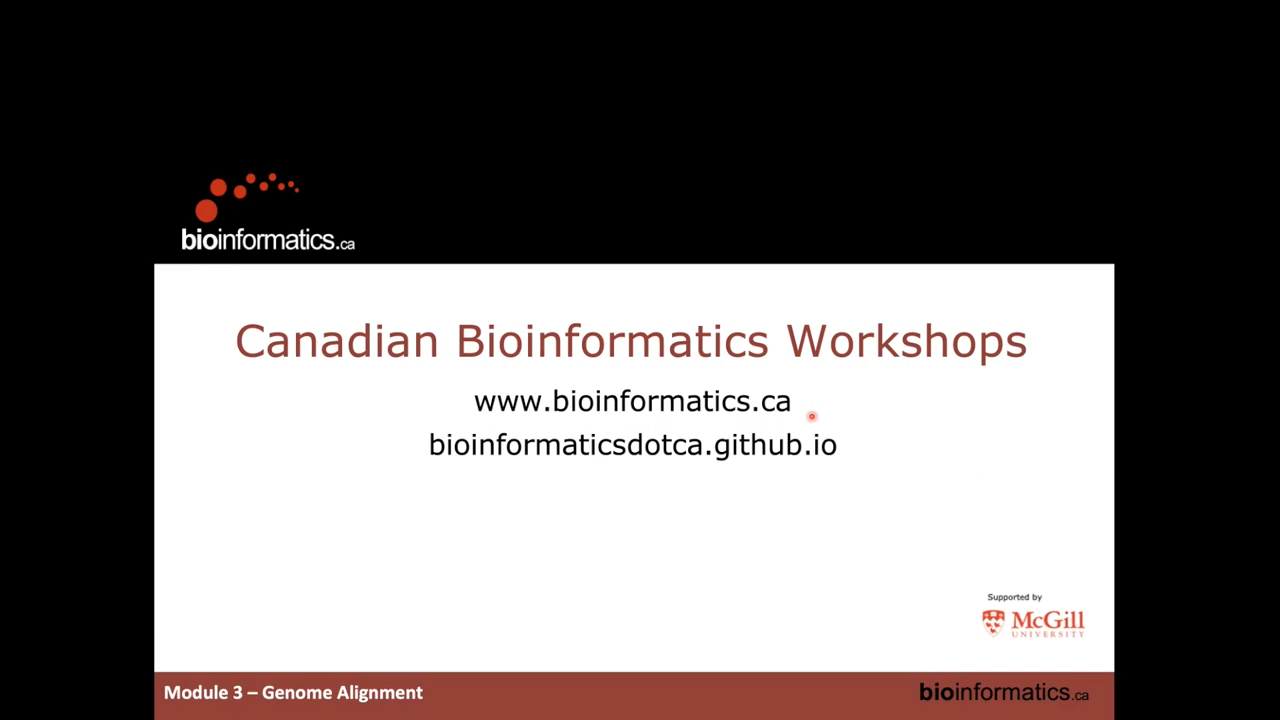 bioinformatics.ca
Canadian Bioinformatics Workshops
www.bioinformatics.ca
bioinformaticsdotca.github.io
Supported by
McGill
UNIVERSITY
Module 3 – Genome Alignment
bioinformatics.ca